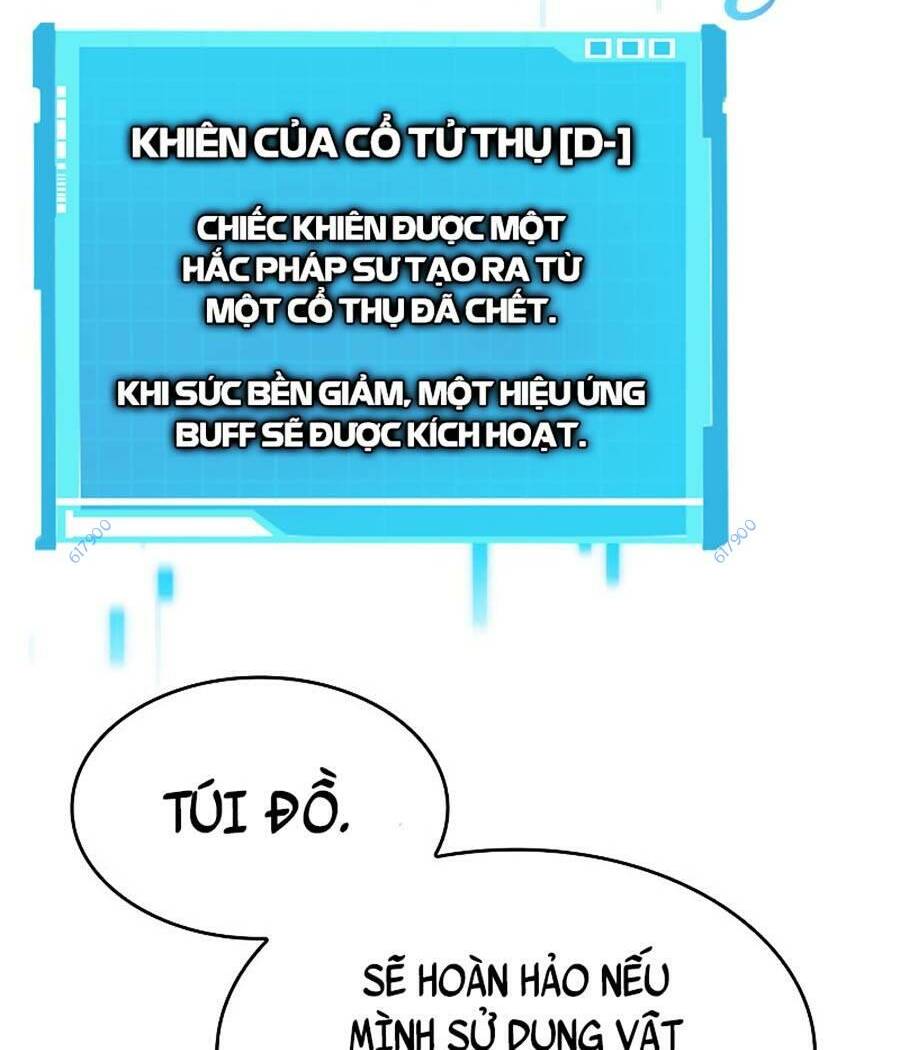 KHIÊN CỦA CỔ TỬ THỤ [D-]
CHIẾC KHIÊN ĐƯỢC MỘT
HẮC PHÁP SƯ TẠO RA TỪ
MỘT CỔ THỤ ĐÃ CHẾT.
KHI SỨC BỀN GIẢM, MỘT HIỆU ỨNG
BUFF SẼ ĐƯỢC KÍCH HOẠT.
617900
617900
TÚI ĐỒ.
SẼ HOÀN HẢO NẾU
MÌNH SỬ DỤNG VẬT